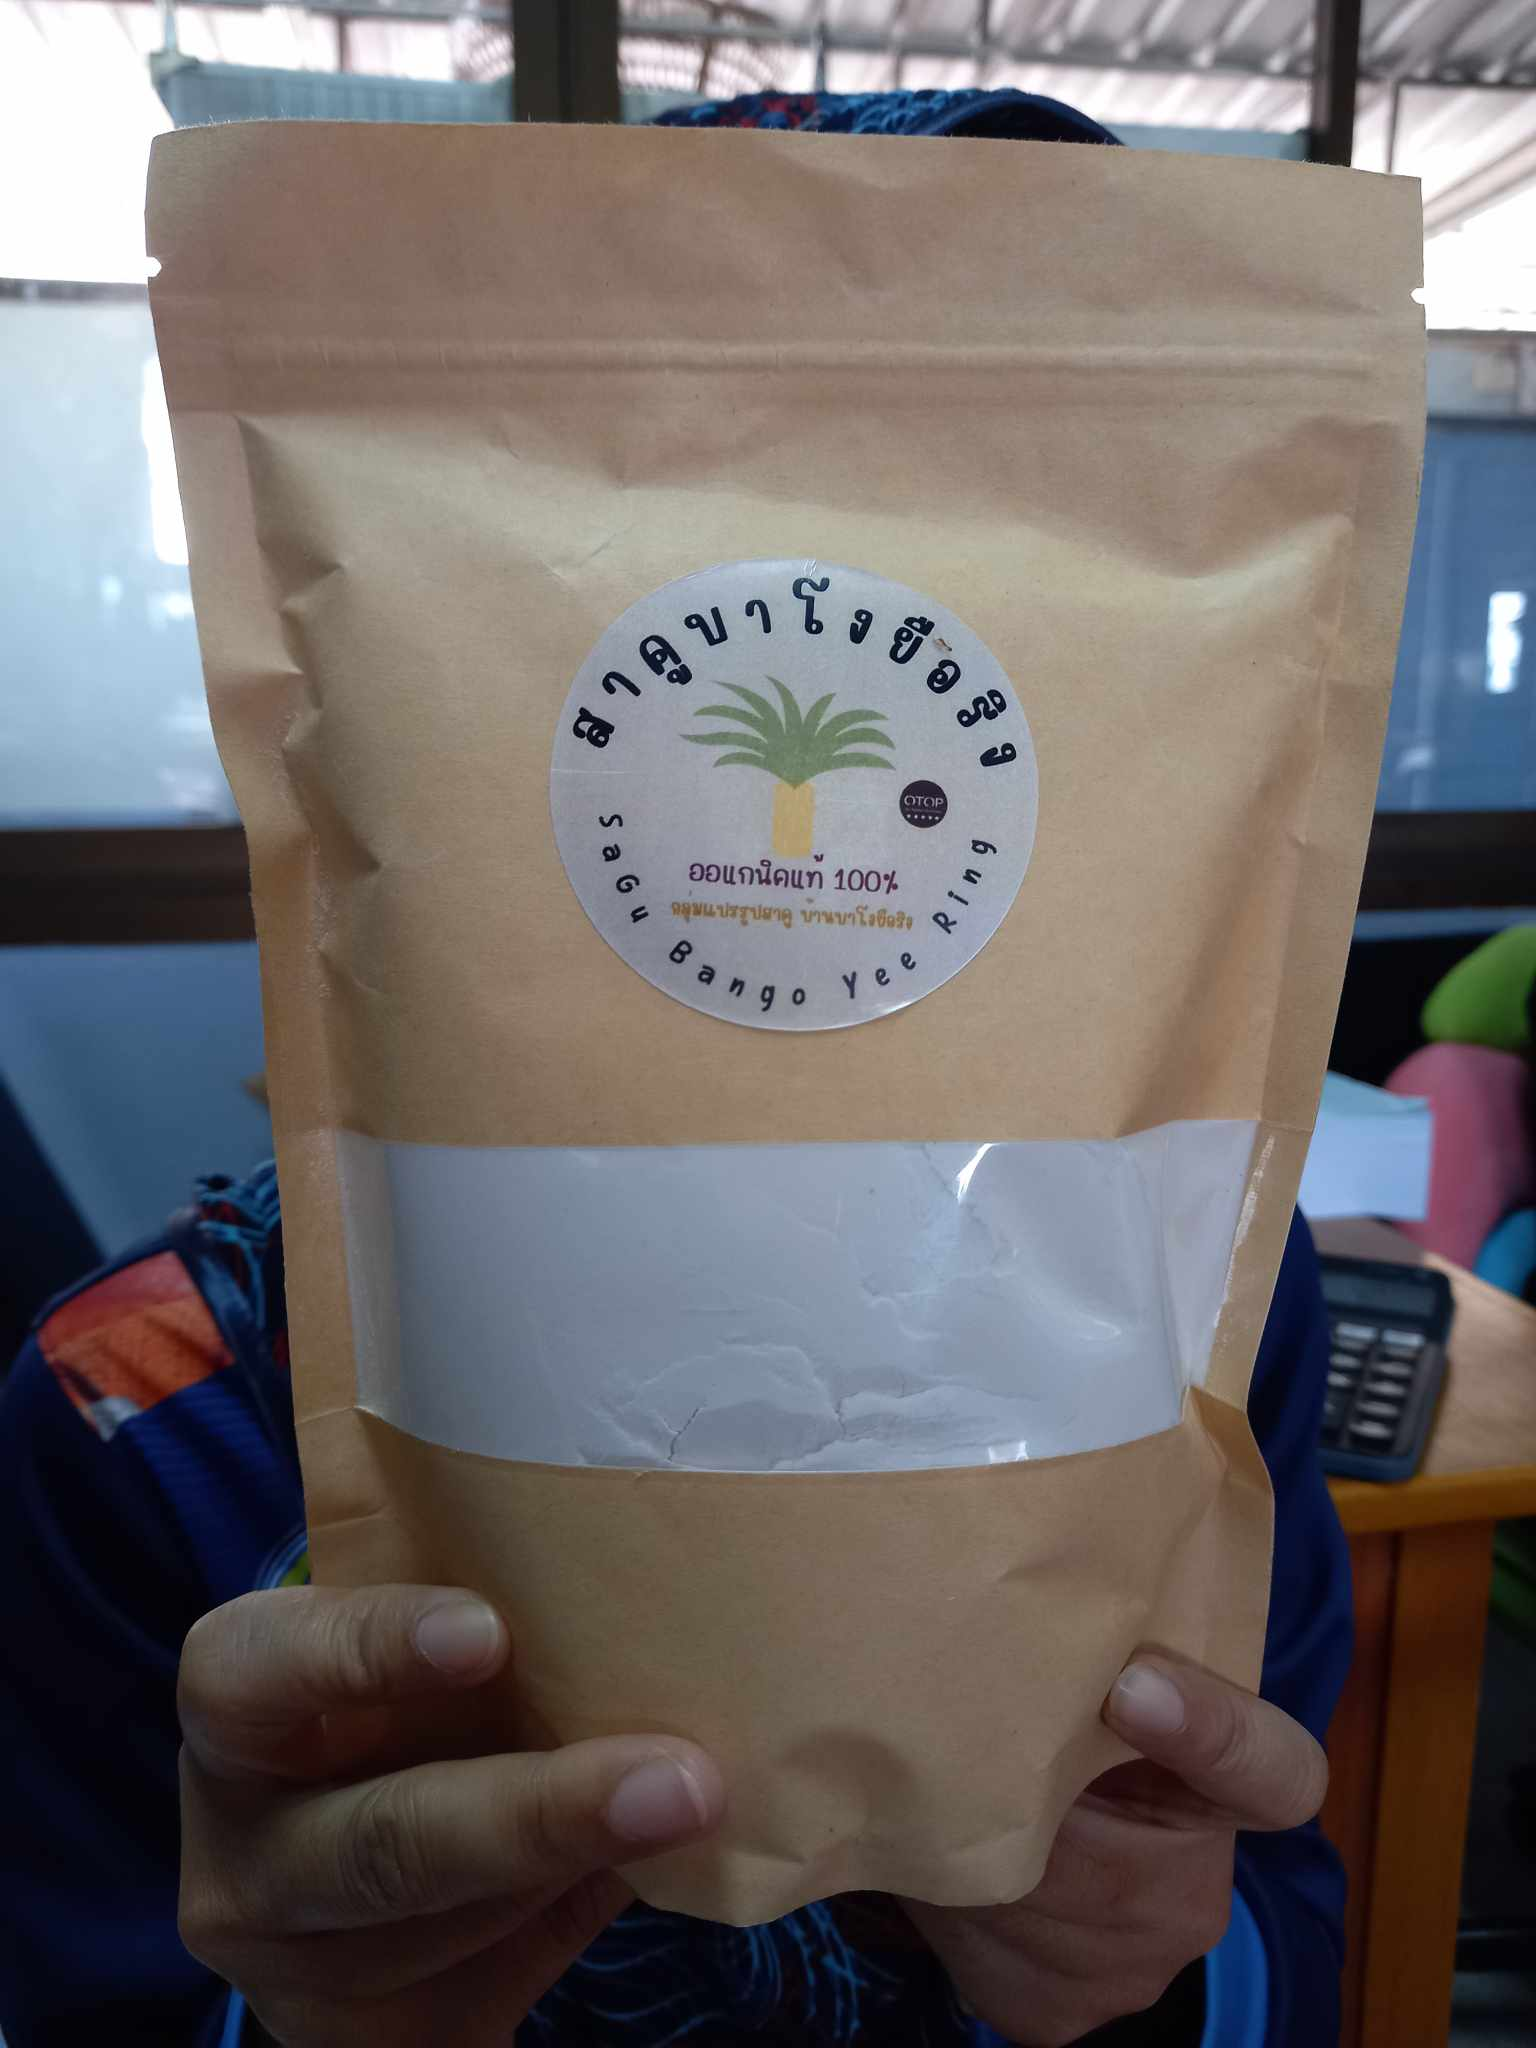 สาคูบาโงยือริง
OTOP
ออแกนิคแท้ 100%
กลุ่มแปรรูปสาคู บ้านบาโงยือริง
SaGu Bango Yee Ring